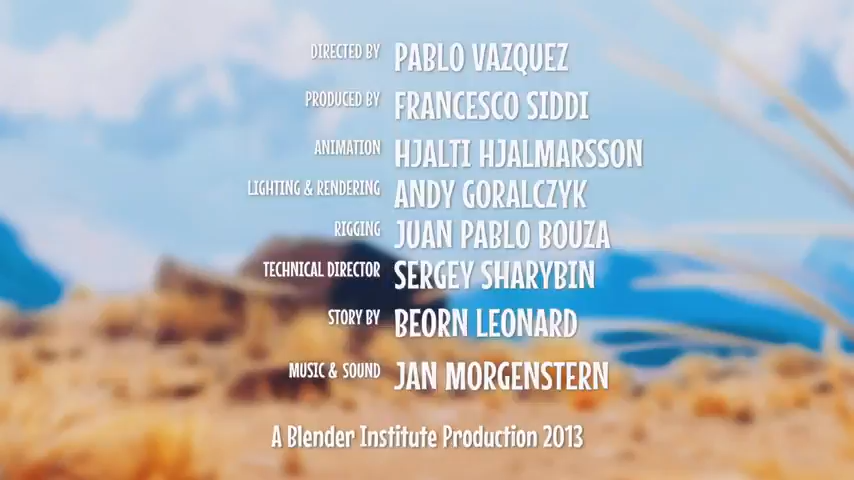 DIRECTED BY PABLO VAZQUEZ
PRODUCED BY FRANCESCO SIDDI
ANIMATION HJALTI HJALMARSSON
LIGHTING & RENDERING ANDY GORALCZYK
RIGGING JUAN PABLO BOUZA
TECHNICAL DIRECTOR SERGEY SHARYBIN
STORY BY BEORN LEONARD
MUSIC & SOUND JAN MORGENSTERN
A Blender Institute Production 2013